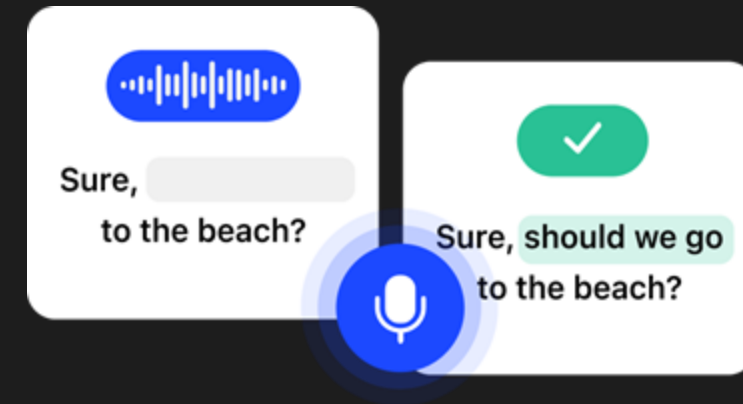 Sure,
to the beach?
Sure, should we go
to the beach?